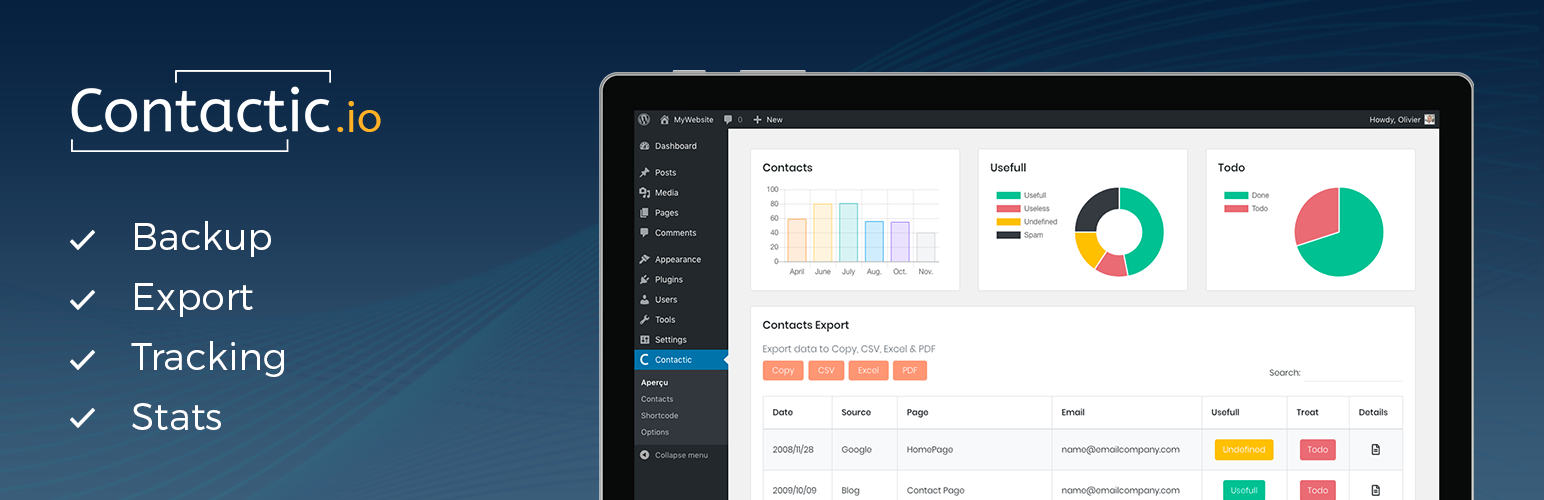 Contactic.io
Backup
Export
Tracking
Stats
MyWebsite 0 New Howdy, Olivier
Dashboard
Posts
Media
Pages
Comments
Appearance
Plugins
Users
Tools
Settings
Contactic
Aperçu
Contacts
Shortcode
Options
Collapse menu
Contacts
100
80
60
40
20
0
April June July Aug. Oct. Nov.
Usefull
Usefull
Useless
Undefined
Spam
Todo
Done
Todo
Contacts Export
Export data to Copy, CSV, Excel & PDF
Copy CSV Excel PDF
Search:
Date Source Page Email Usefull Treat Details
2008/11/28 Google HomePage name@emailcompany.com Undefined Todo
2009/10/09 Blog Contact Page name@emailcompany.com Usefull Todo